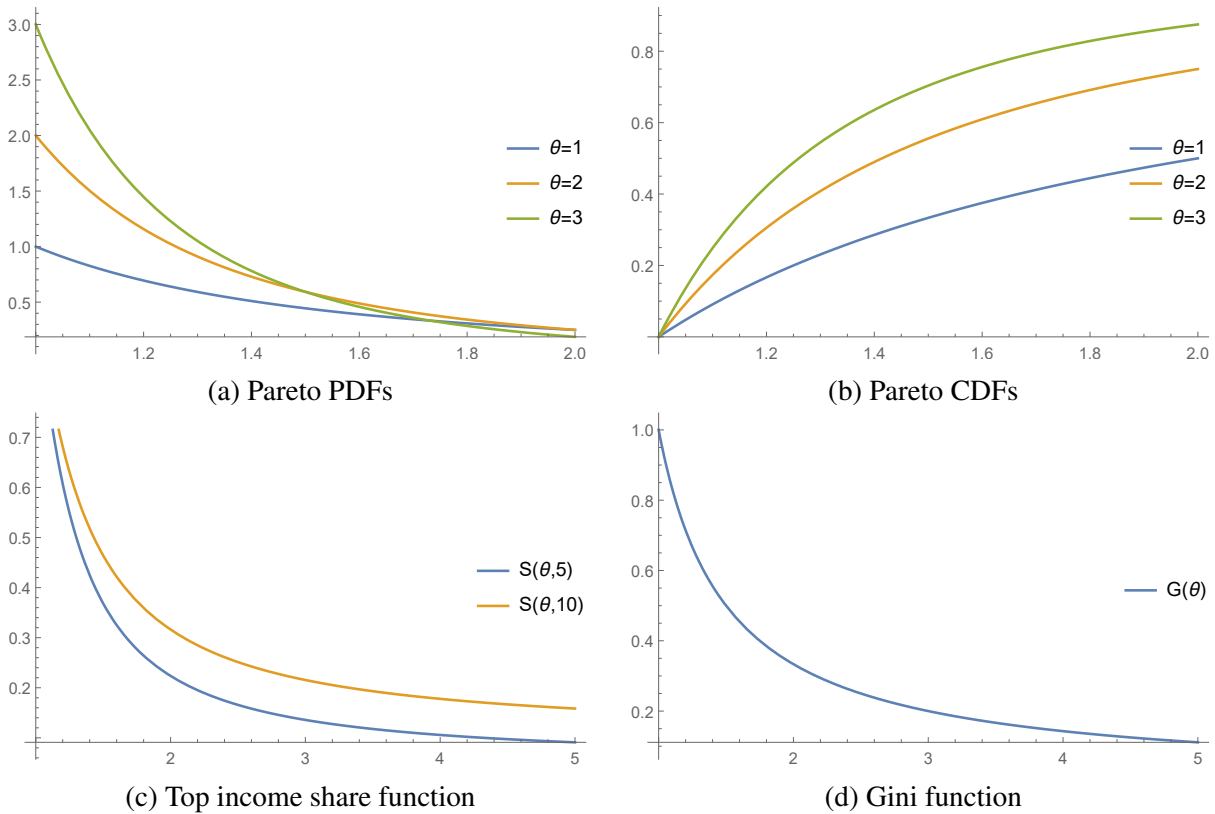 3.0
2.5
2.0
1.5
1.0
0.5
1.2 1.4 1.6 1.8 2.0
θ=1
θ=2
θ=3
(a) Pareto PDFs
0.8
0.6
0.4
0.2
1.2 1.4 1.6 1.8 2.0
θ=1
θ=2
θ=3
(b) Pareto CDFs
0.7
0.6
0.5
0.4
0.3
0.2
2 3 4 5
S(θ,5)
S(θ,10)
(c) Top income share function
1.0
0.8
0.6
0.4
0.2
2 3 4 5
G(θ)
(d) Gini function